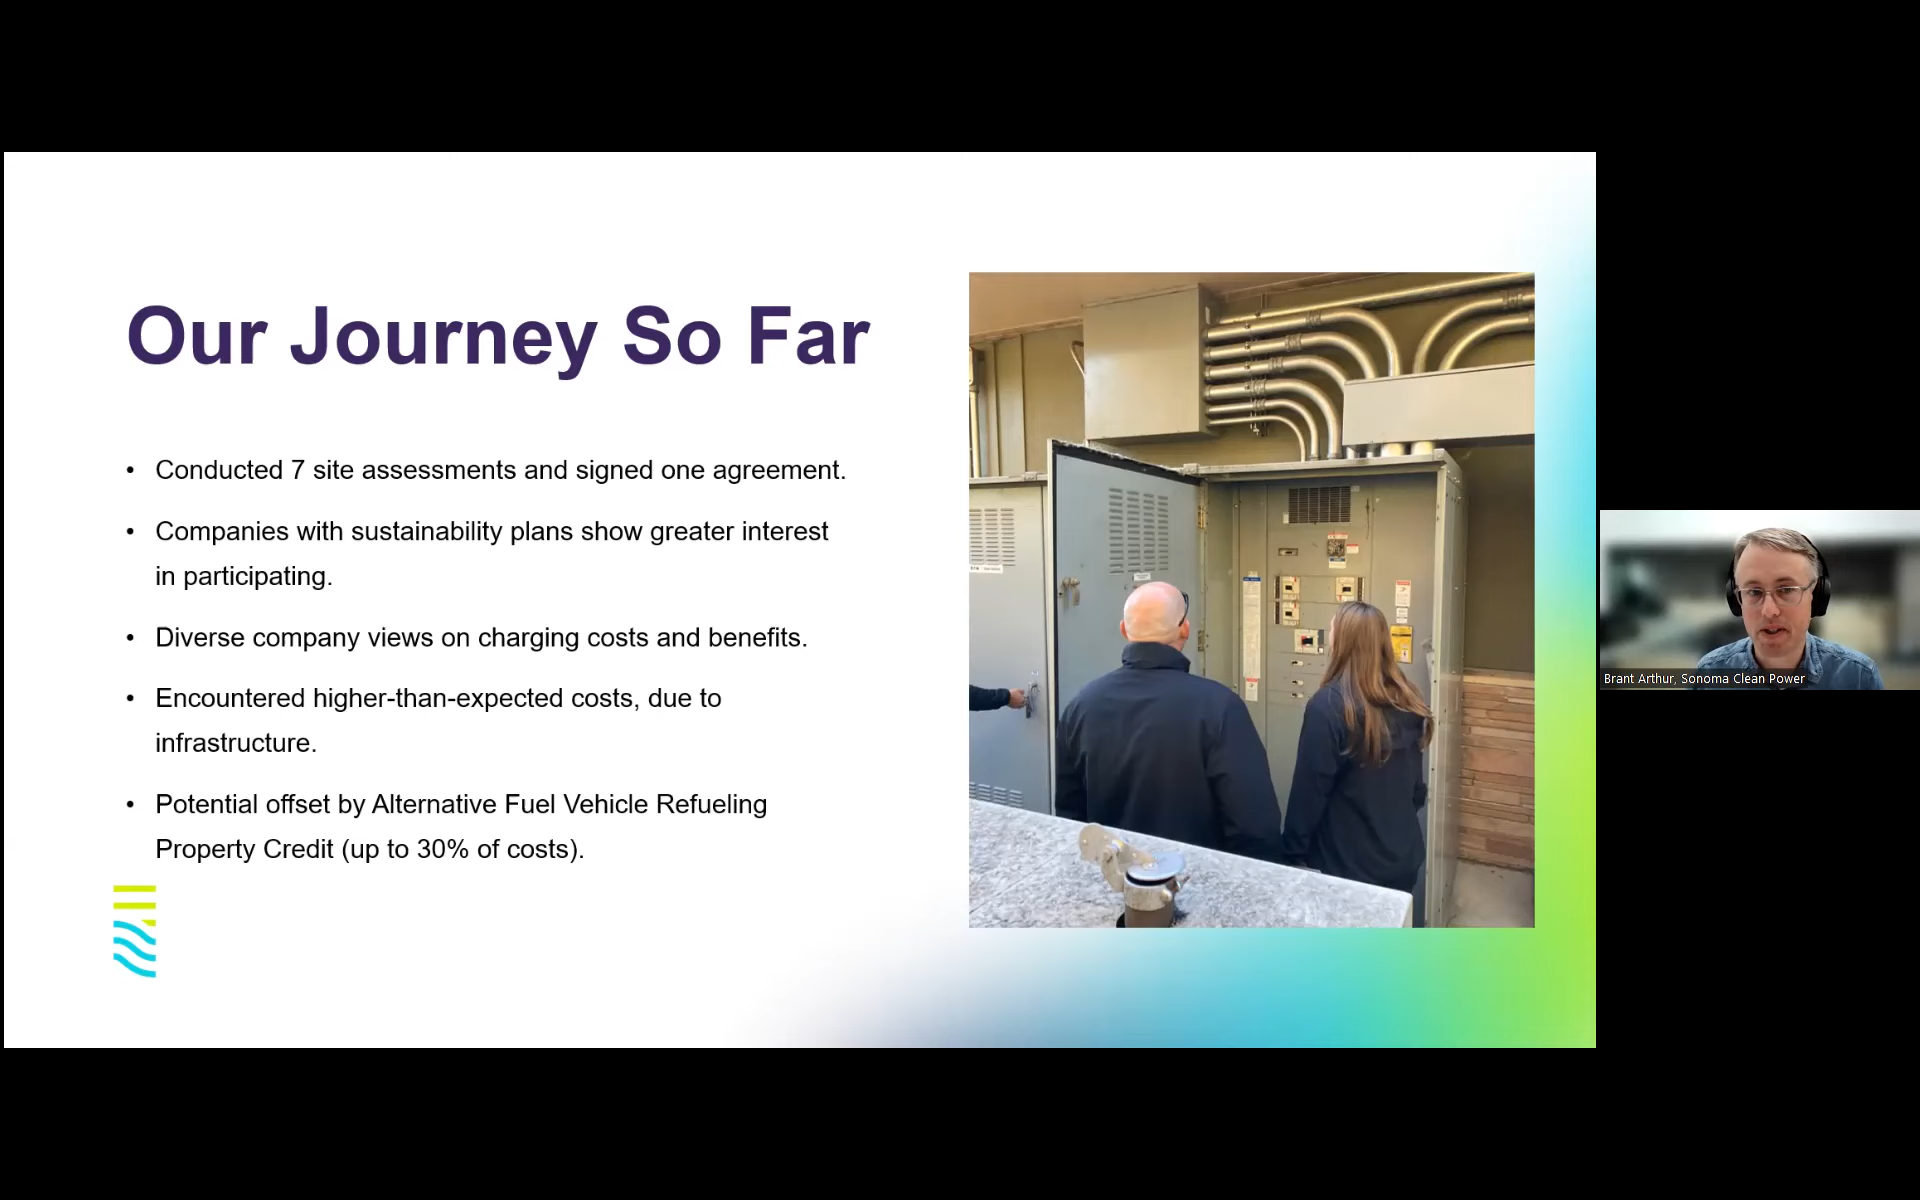 Our Journey So Far
• Conducted 7 site assessments and signed one agreement.
• Companies with sustainability plans show greater interest
in participating.
• Diverse company views on charging costs and benefits.
• Encountered higher-than-expected costs, due to
infrastructure.
• Potential offset by Alternative Fuel Vehicle Refueling
Property Credit (up to 30% of costs).
Brant Arthur, Sonoma Clean Power